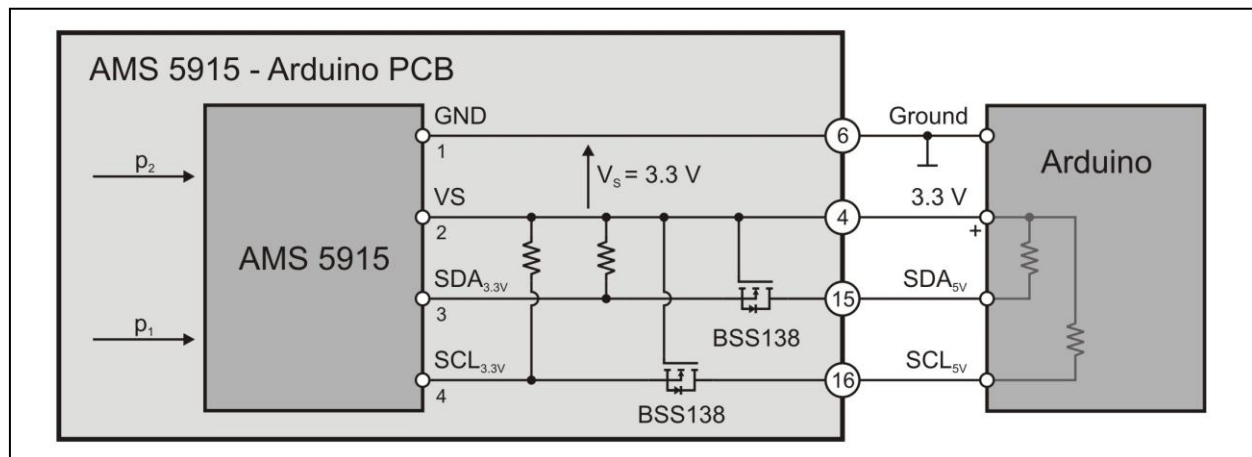 AMS 5915 - Arduino PCB
GND
1
6
Ground
Arduino
p₂
Vₛ = 3.3 V
VS
2
4
3.3 V
+
AMS 5915
SDA₃.₃ᵥ
3
15
SDA₅ᵥ
BSS138
p₁
SCL₃.₃ᵥ
4
16
SCL₅ᵥ
BSS138